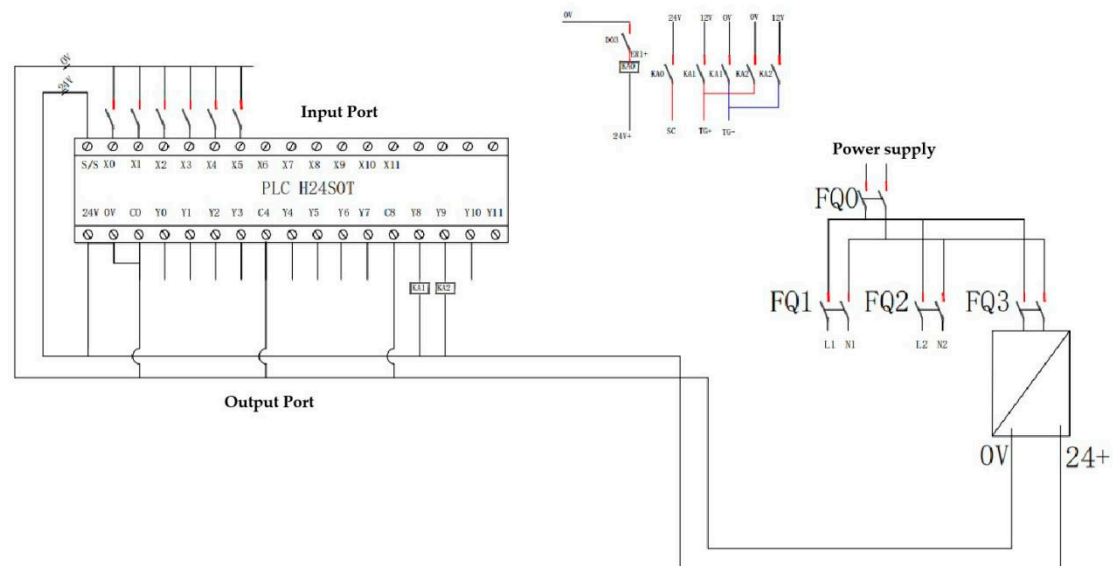 0V
24V 12V 0V 0V 12V
DO3
ER1+
KA0
KA0 KA1 KA1 KA2 KA2
24V+
SC TG+ TG-
0V
24V
Input Port
S/S X0 X1 X2 X3 X4 X5 X6 X7 X8 X9 X10 X11
PLC H24SOT
24V 0V C0 Y0 Y1 Y2 Y3 C4 Y4 Y5 Y6 Y7 C8 Y8 Y9 Y10 Y11
KA1 KA2
Output Port
Power supply
FQ0
FQ1 FQ2 FQ3
L1 N1 L2 N2
0V 24+